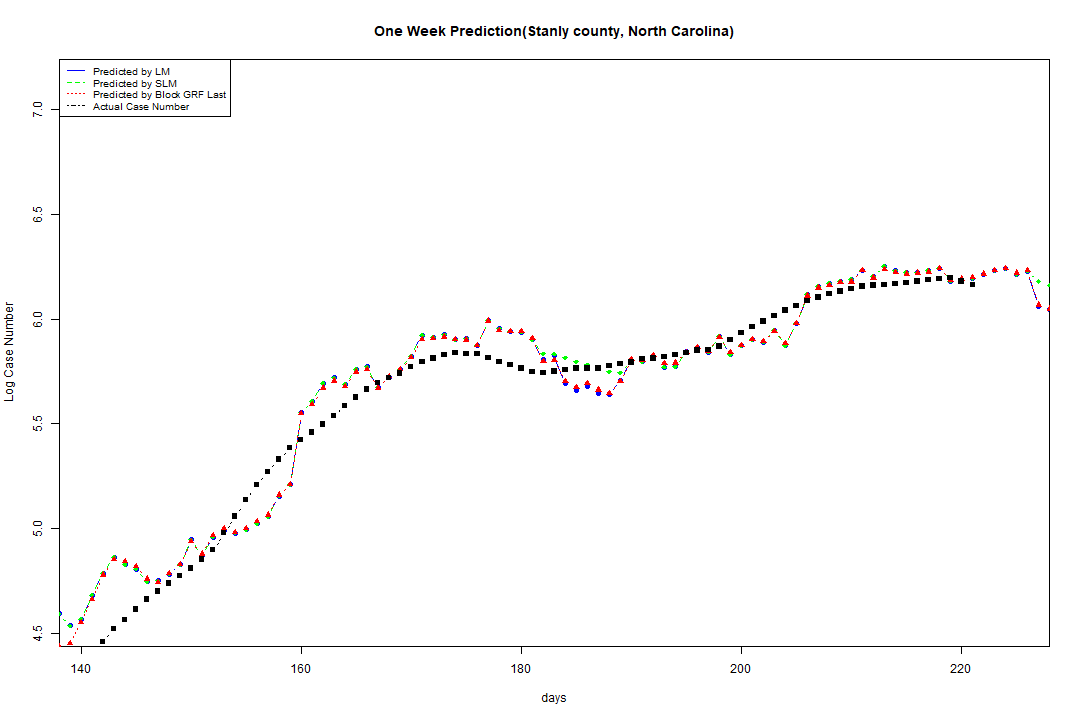 One Week Prediction(Stanly county, North Carolina)
Predicted by LM
Predicted by SLM
Predicted by Block GRF Last
Actual Case Number
7.0
6.5
6.0
5.5
5.0
4.5
Log Case Number
140 160 180 200 220
days